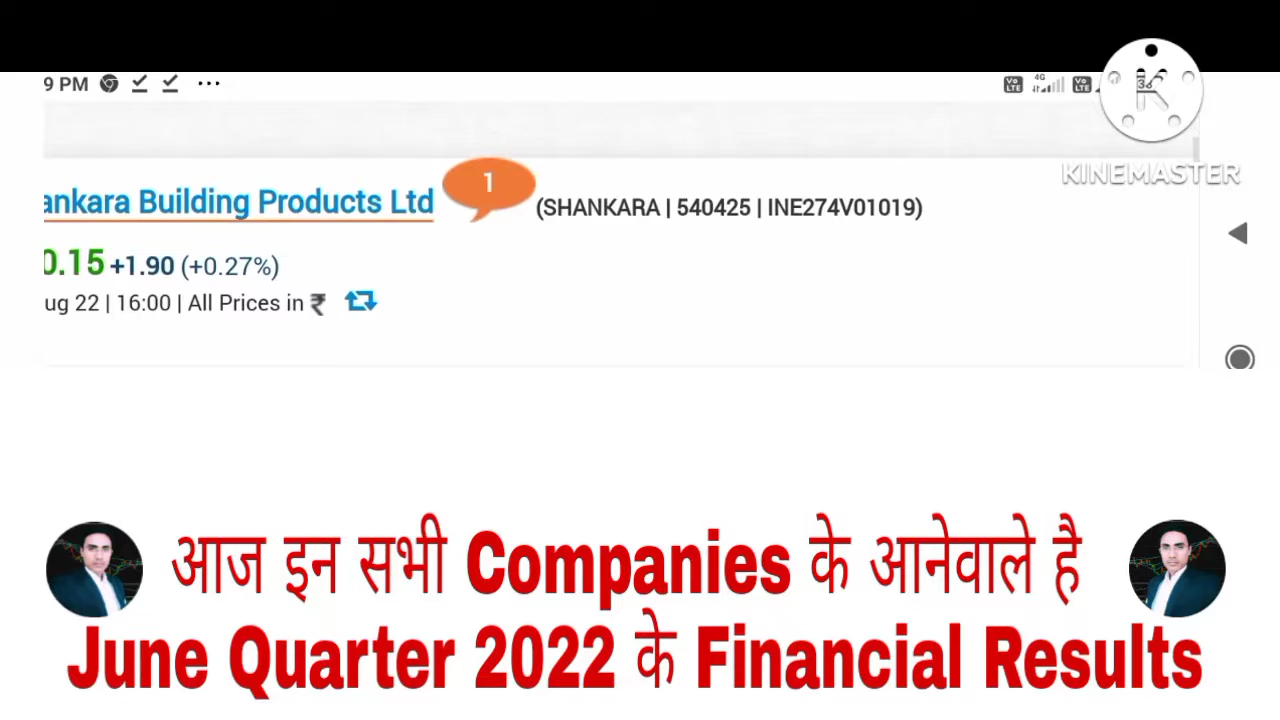 9 PM ...
KINEMASTER
ankara Building Products Ltd 1 (SHANKARA | 540425 | INE274V01019)
0.15 +1.90 (+0.27%)
ug 22 | 16:00 | All Prices in ₹
आज इन सभी Companies के आनेवाले है
June Quarter 2022 के Financial Results